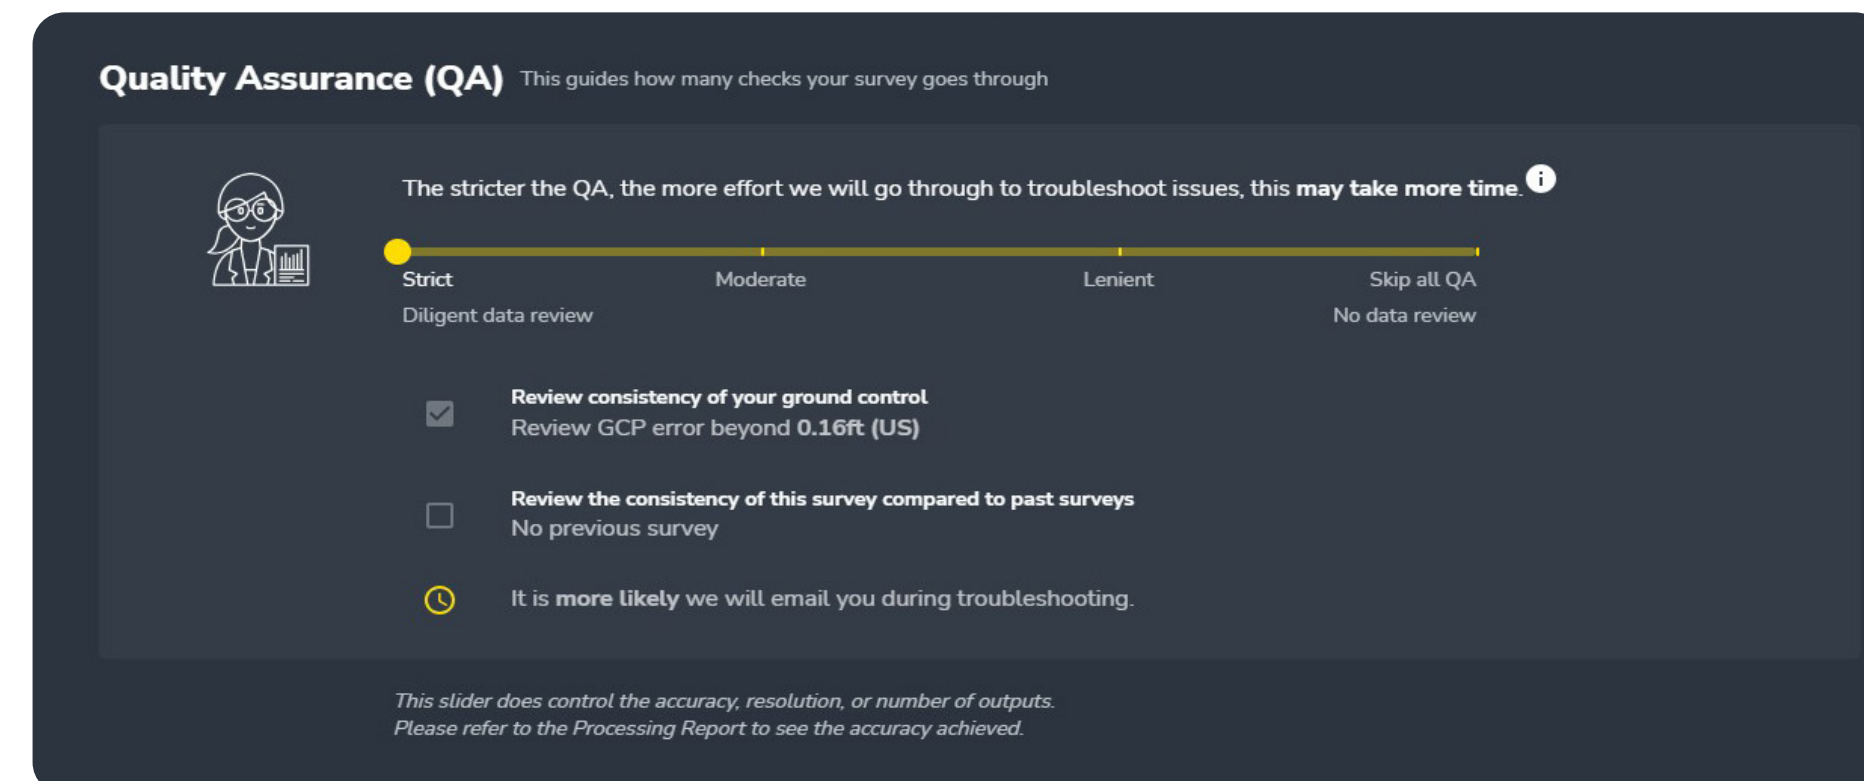 Quality Assurance (QA) This guides how many checks your survey goes through
The stricter the QA, the more effort we will go through to troubleshoot issues, this may take more time. i
Strict Moderate Lenient Skip all QA
Diligent data review No data review
Review consistency of your ground control
Review GCP error beyond 0.16ft (US)
Review the consistency of this survey compared to past surveys
No previous survey
It is more likely we will email you during troubleshooting.
This slider does control the accuracy, resolution, or number of outputs.
Please refer to the Processing Report to see the accuracy achieved.